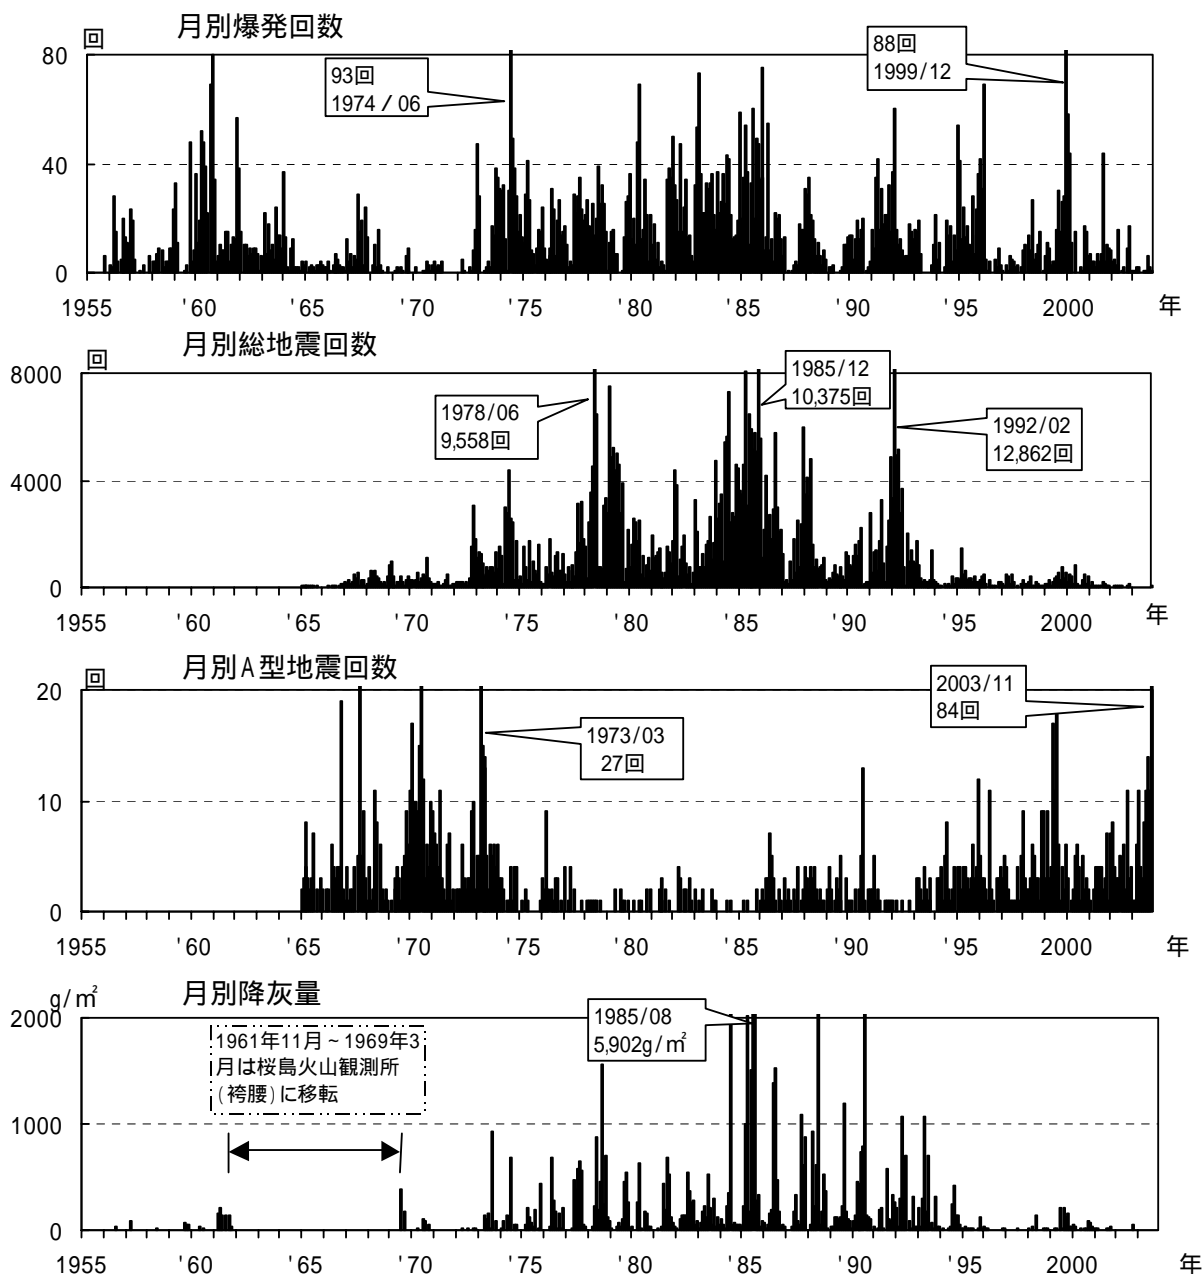 月別爆発回数
回
80
40
0
93回
1974 / 06
88回
1999/12
1955 '60 '65 '70 '75 '80 '85 '90 '95 2000 年
月別総地震回数
回
8000
4000
0
1978/06
9,558回
1985/12
10,375回
1992/02
12,862回
1955 '60 '65 '70 '75 '80 '85 '90 '95 2000 年
月別A型地震回数
回
20
10
0
1973/03
27回
2003/11
84回
1955 '60 '65 '70 '75 '80 '85 '90 '95 2000 年
月別降灰量
g/㎡
2000
1000
0
1961年11月~1969年3
月は桜島火山観測所
(袴腰)に移転
1985/08
5,902g/㎡
1955 '60 '65 '70 '75 '80 '85 '90 '95 2000 年